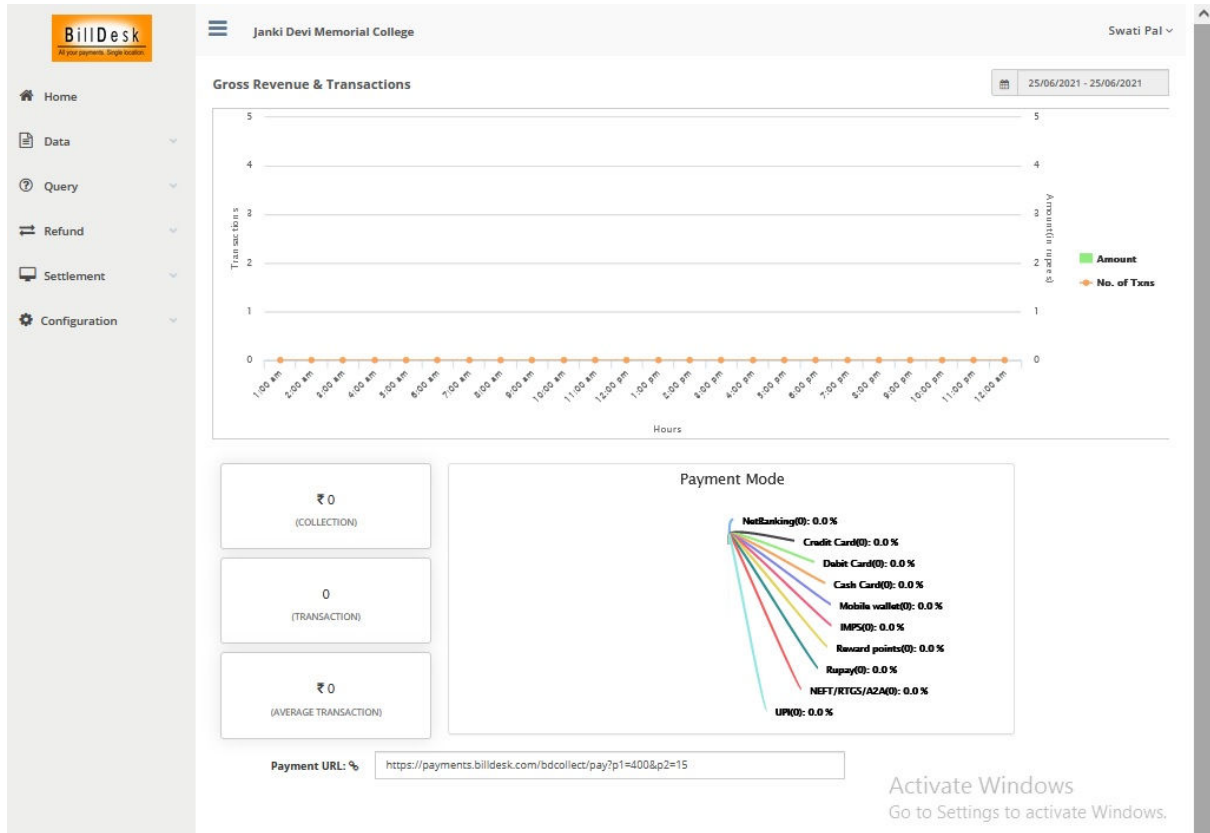 BillDesk
All your payments. Single location.
Janki Devi Memorial College
Swati Pal
Home
Data
Query
Refund
Settlement
Configuration
Gross Revenue & Transactions
25/06/2021 - 25/06/2021
5
4
3
2
1
0
Transactions
5
4
3
2
1
0
Amount(in rupees)
Amount
No. of Txns
1:00 am
2:00 am
3:00 am
4:00 am
5:00 am
6:00 am
7:00 am
8:00 am
9:00 am
10:00 am
11:00 am
12:00 pm
1:00 pm
2:00 pm
3:00 pm
4:00 pm
5:00 pm
6:00 pm
7:00 pm
8:00 pm
9:00 pm
10:00 pm
11:00 pm
12:00 am
Hours
₹ 0
(COLLECTION)
0
(TRANSACTION)
₹ 0
(AVERAGE TRANSACTION)
Payment Mode
NetBanking(0): 0.0 %
Credit Card(0): 0.0 %
Debit Card(0): 0.0 %
Cash Card(0): 0.0 %
Mobile wallet(0): 0.0 %
IMPS(0): 0.0 %
Reward points(0): 0.0 %
Rupay(0): 0.0 %
NEFT/RTGS/A2A(0): 0.0 %
UPI(0): 0.0 %
Payment URL: https://payments.billdesk.com/bdcollect/pay?p1=400&p2=15
Activate Windows
Go to Settings to activate Windows.